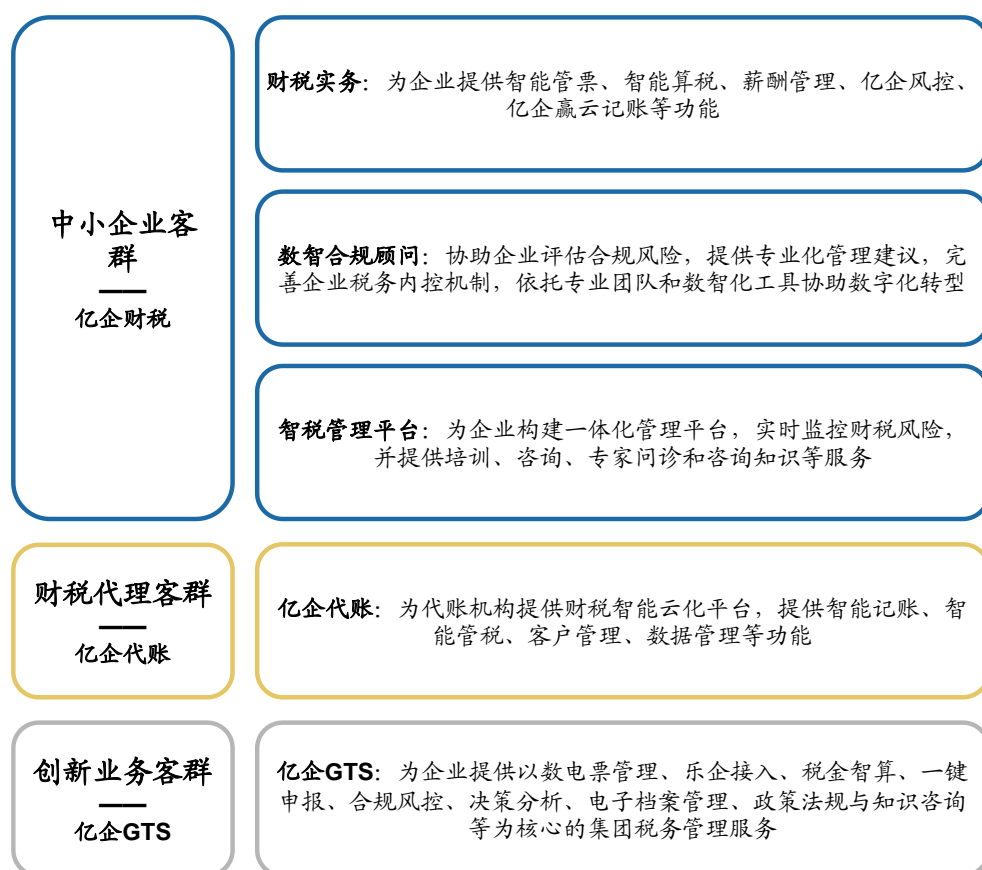 中小企业客
群
亿企财税
财税实务：为企业提供智能管票、智能算税、薪酬管理、亿企风控、
亿企赢云记账等功能
数智合规顾问：协助企业评估合规风险，提供专业化管理建议，完
善企业税务内控机制，依托专业团队和数智化工具协助数字化转型
智税管理平台：为企业构建一体化管理平台，实时监控财税风险，
并提供培训、咨询、专家问诊和咨询知识等服务
财税代理客群
亿企代账
亿企代账：为代账机构提供财税智能云化平台，提供智能记账、智
能管税、客户管理、数据管理等功能
创新业务客群
亿企GTS
亿企GTS：为企业提供以数电票管理、乐企接入、税金智算、一键
申报、合规风控、决策分析、电子档案管理、政策法规与知识咨询
等为核心的集团税务管理服务